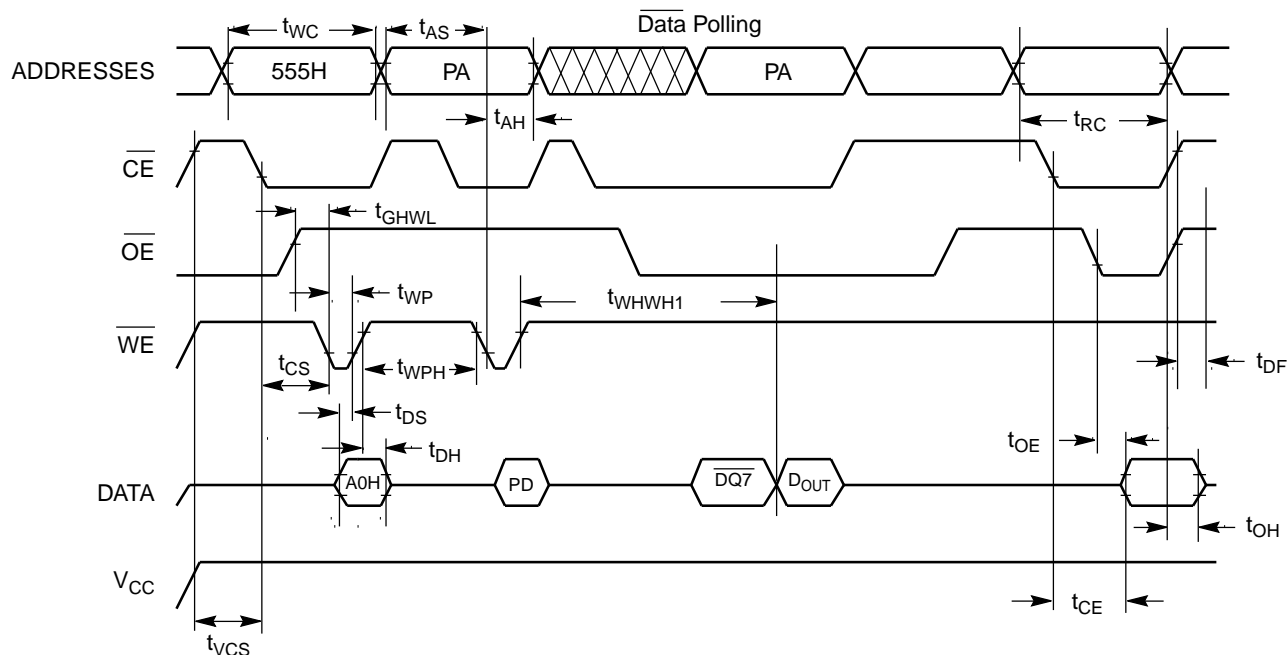 Data Polling
tWC
tAS
ADDRESSES
555H
PA
PA
tAH
tRC
CE
tGHWL
OE
tWP
tWHWH1
WE
tCS
tWPH
tDF
tDS
tOE
tDH
DATA
A0H
PD
DQ7
DOUT
tOH
VCC
tCE
tVCS